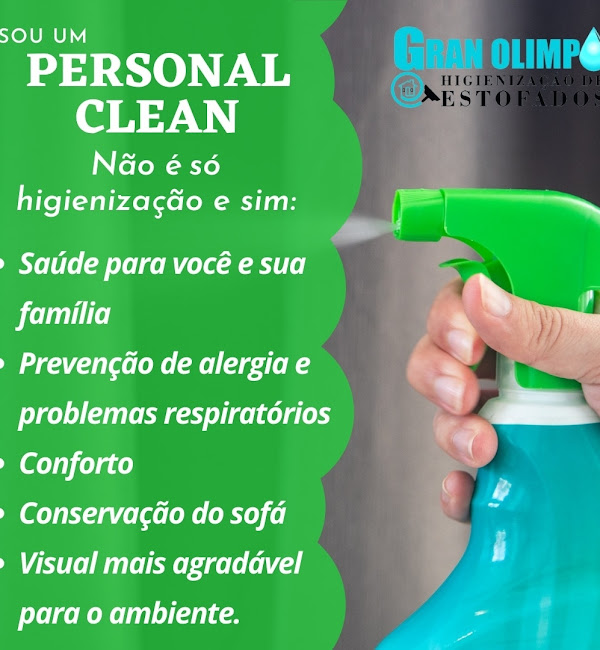 SOU UM
PERSONAL
CLEAN
Não é só
higienização e sim:
• Saúde para você e sua
família
• Prevenção de alergia e
problemas respiratórios
• Conforto
• Conservação do sofá
• Visual mais agradável
para o ambiente.
GRAN OLIMPO
HIGIENIZAÇÃO DE
ESTOFADOS